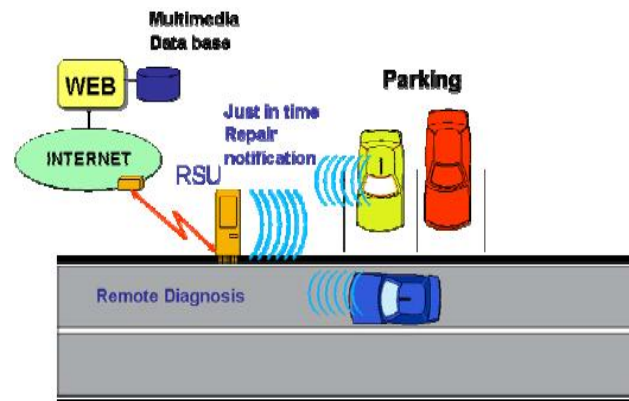 Multimedia
Data base
WEB
Parking
Just in time
Repair
notification
INTERNET
RSU
Remote Diagnosis